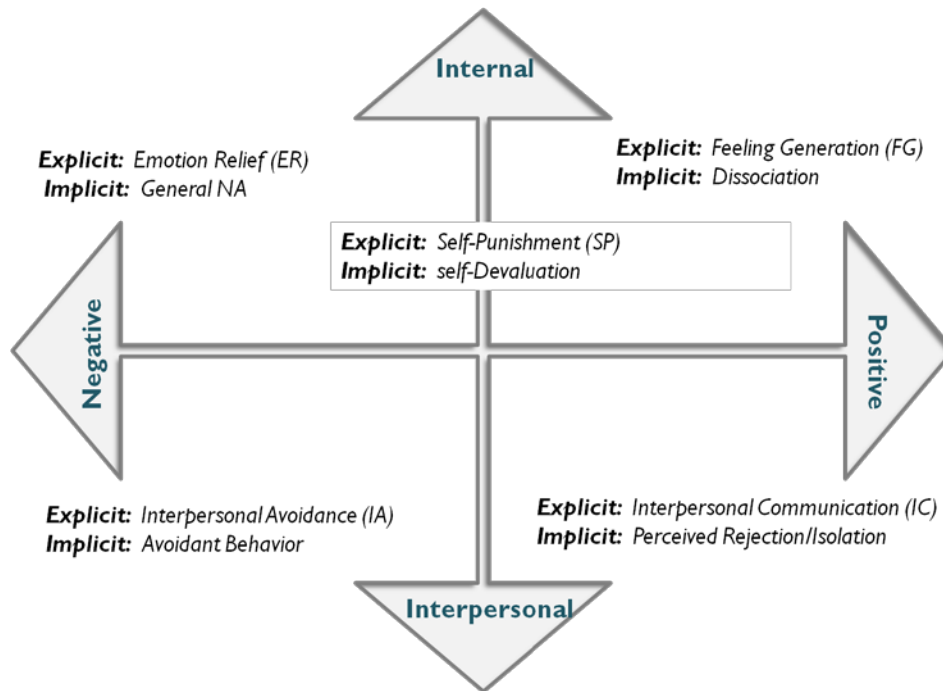 Internal
Explicit: Emotion Relief (ER)
Implicit: General NA
Explicit: Feeling Generation (FG)
Implicit: Dissociation
Explicit: Self-Punishment (SP)
Implicit: self-Devaluation
Negative
Positive
Explicit: Interpersonal Avoidance (IA)
Implicit: Avoidant Behavior
Explicit: Interpersonal Communication (IC)
Implicit: Perceived Rejection/Isolation
Interpersonal